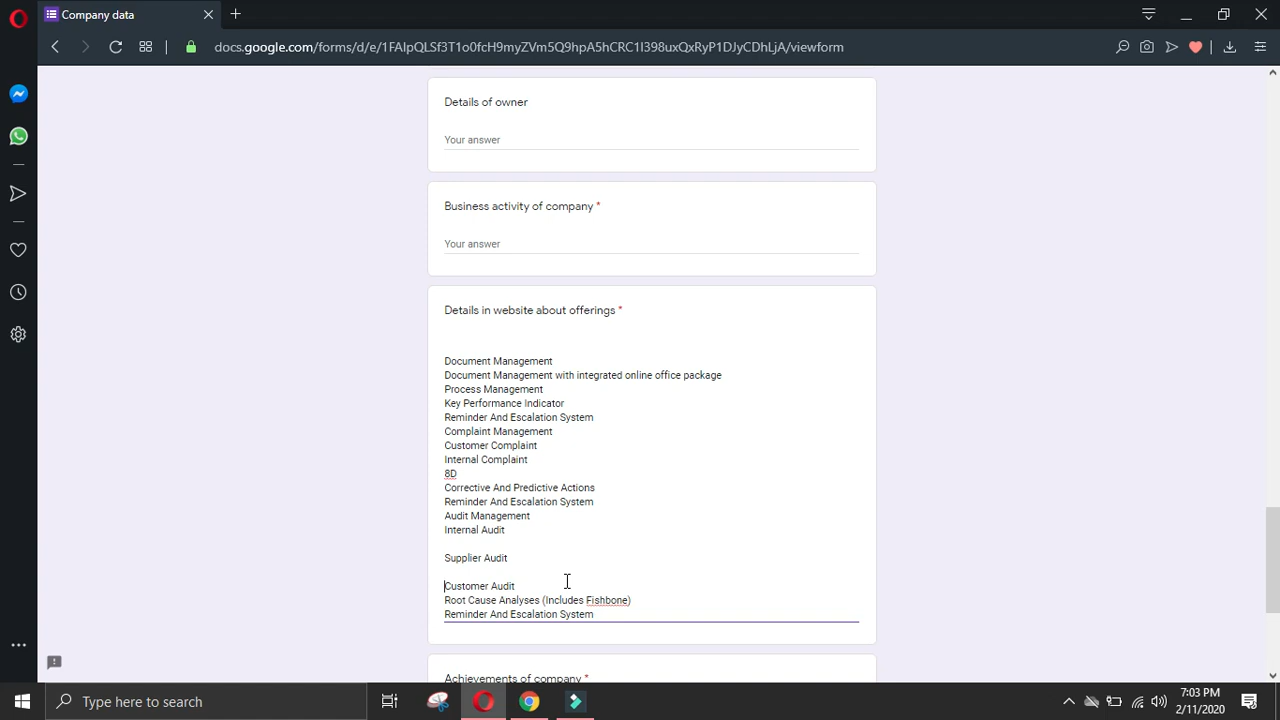 Company data
docs.google.com/forms/d/e/1FAIpQLSf3T1o0fcH9myZVm5Q9hpA5hCRC1I398uxQxRyP1DJyCDhLjA/viewform
Details of owner
Your answer
Business activity of company *
Your answer
Details in website about offerings *
Document Management
Document Management with integrated online office package
Process Management
Key Performance Indicator
Reminder And Escalation System
Complaint Management
Customer Complaint
Internal Complaint
8D
Corrective And Predictive Actions
Reminder And Escalation System
Audit Management
Internal Audit
Supplier Audit
Customer Audit
Root Cause Analyses (Includes Fishbone)
Reminder And Escalation System
Achievements of company *
Type here to search
7:03 PM
2/11/2020